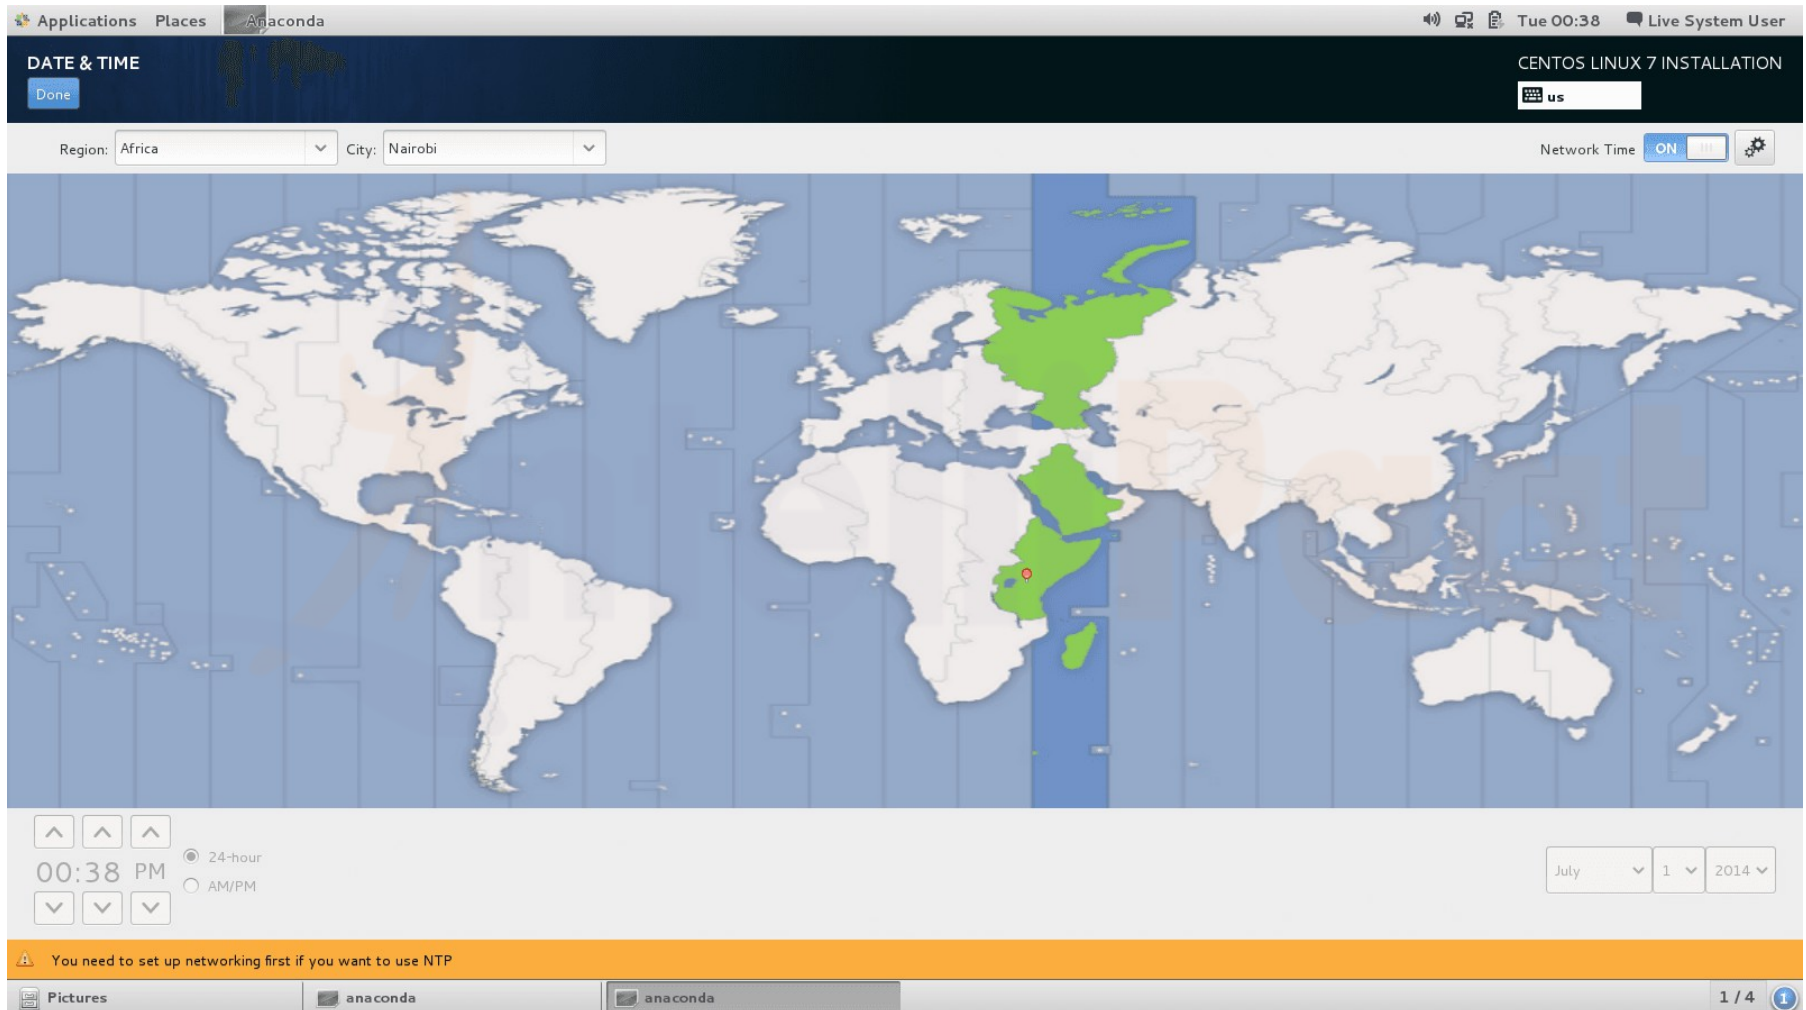 Applications Places Anaconda Tue 00:38 Live System User
DATE & TIME
CENTOS LINUX 7 INSTALLATION
Done
us
Region: Africa City: Nairobi Network Time ON
00:38 PM
24-hour
AM/PM
July 1 2014
You need to set up networking first if you want to use NTP
Pictures anaconda anaconda 1 / 4 1